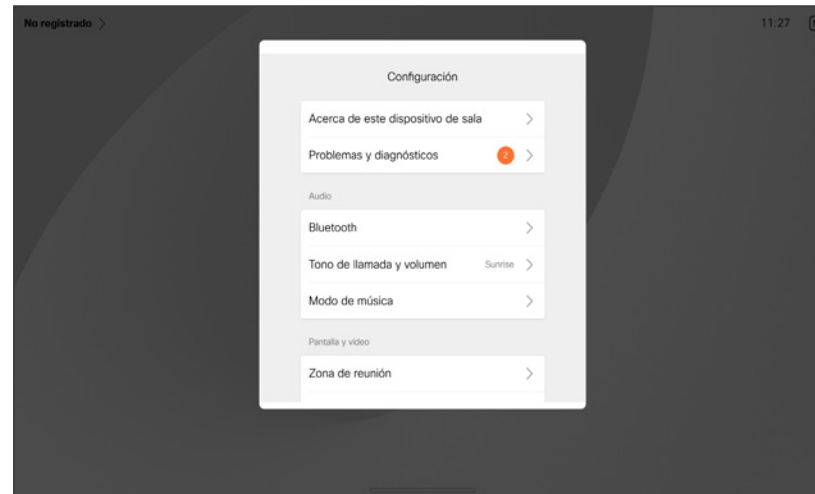 No registrado
11:27
Configuración
Acerca de este dispositivo de sala
Problemas y diagnósticos 2
Audio
Bluetooth
Tono de llamada y volumen Sunrise
Modo de música
Pantalla y video
Zona de reunión